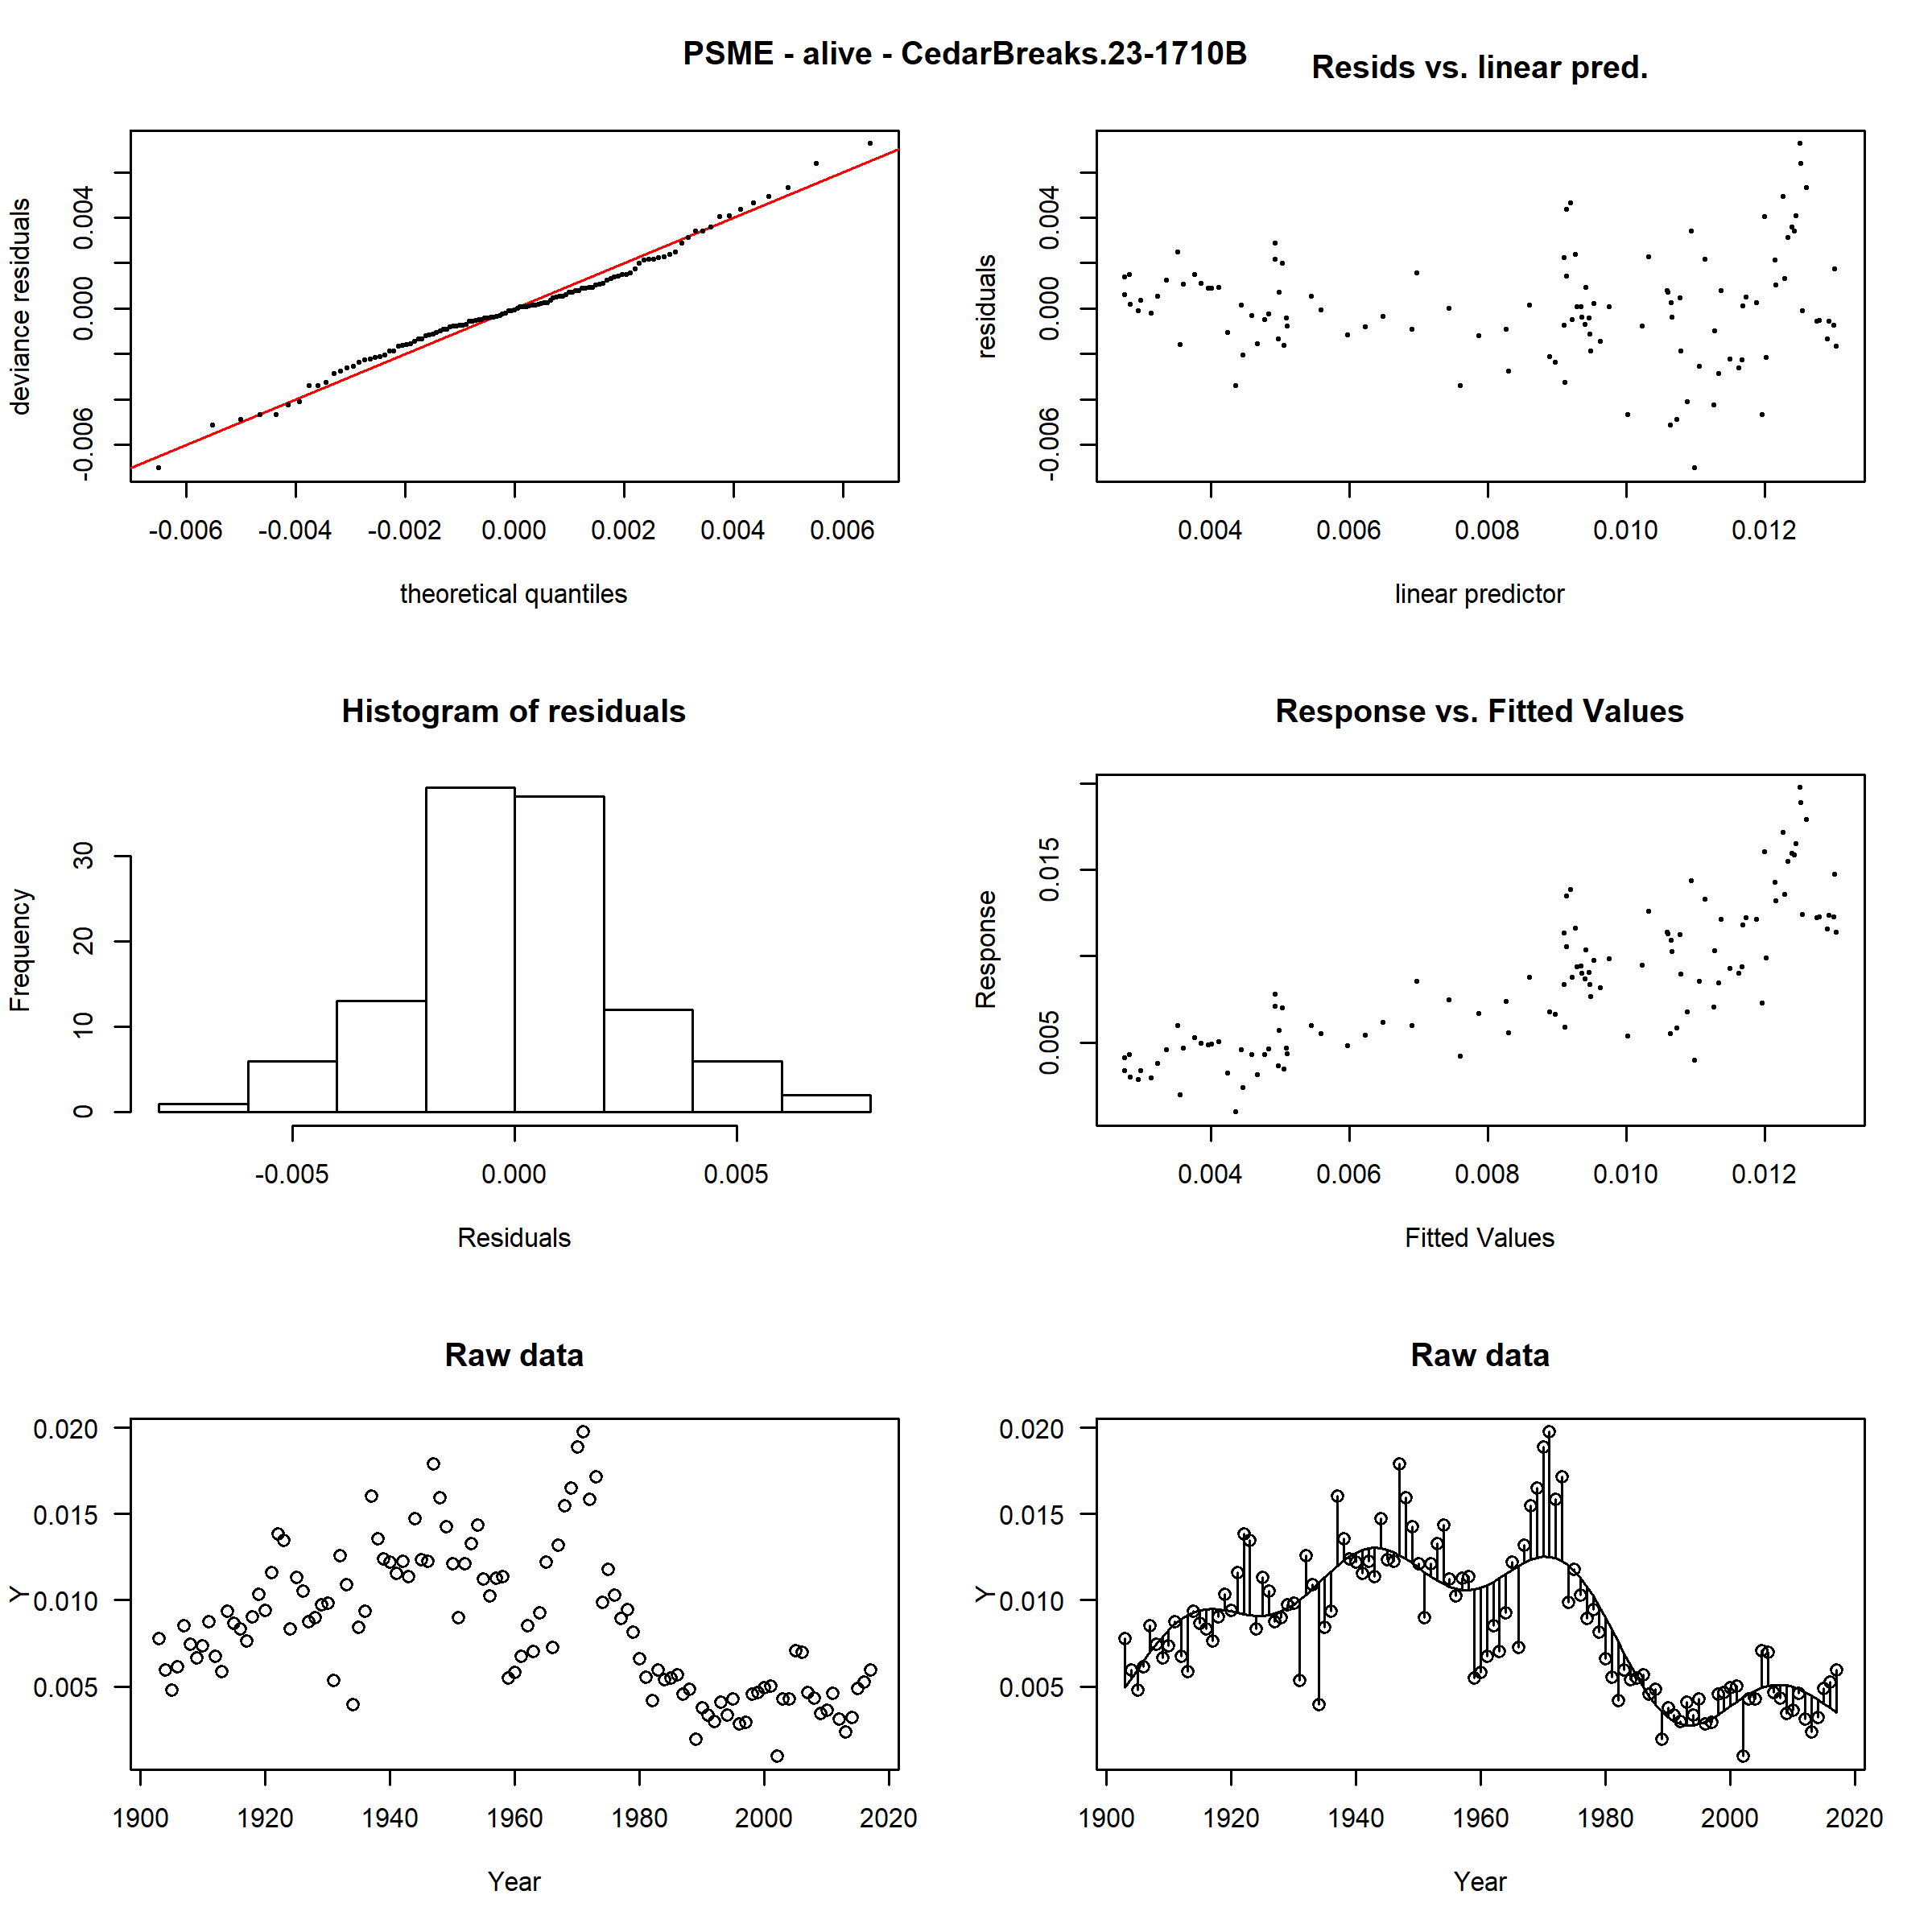 PSME - alive - CedarBreaks.23-1710B
Resids vs. linear pred.
deviance residuals
-0.006 0.000 0.004
-0.006 -0.004 -0.002 0.000 0.002 0.004 0.006
theoretical quantiles
residuals
-0.006 0.000 0.004
0.004 0.006 0.008 0.010 0.012
linear predictor
Histogram of residuals
Frequency
0 10 20 30
-0.005 0.000 0.005
Residuals
Response vs. Fitted Values
Response
0.005 0.015
0.004 0.006 0.008 0.010 0.012
Fitted Values
Raw data
Y
0.020
0.015
0.010
0.005
1900 1920 1940 1960 1980 2000 2020
Year
Raw data
Y
0.020
0.015
0.010
0.005
1900 1920 1940 1960 1980 2000 2020
Year